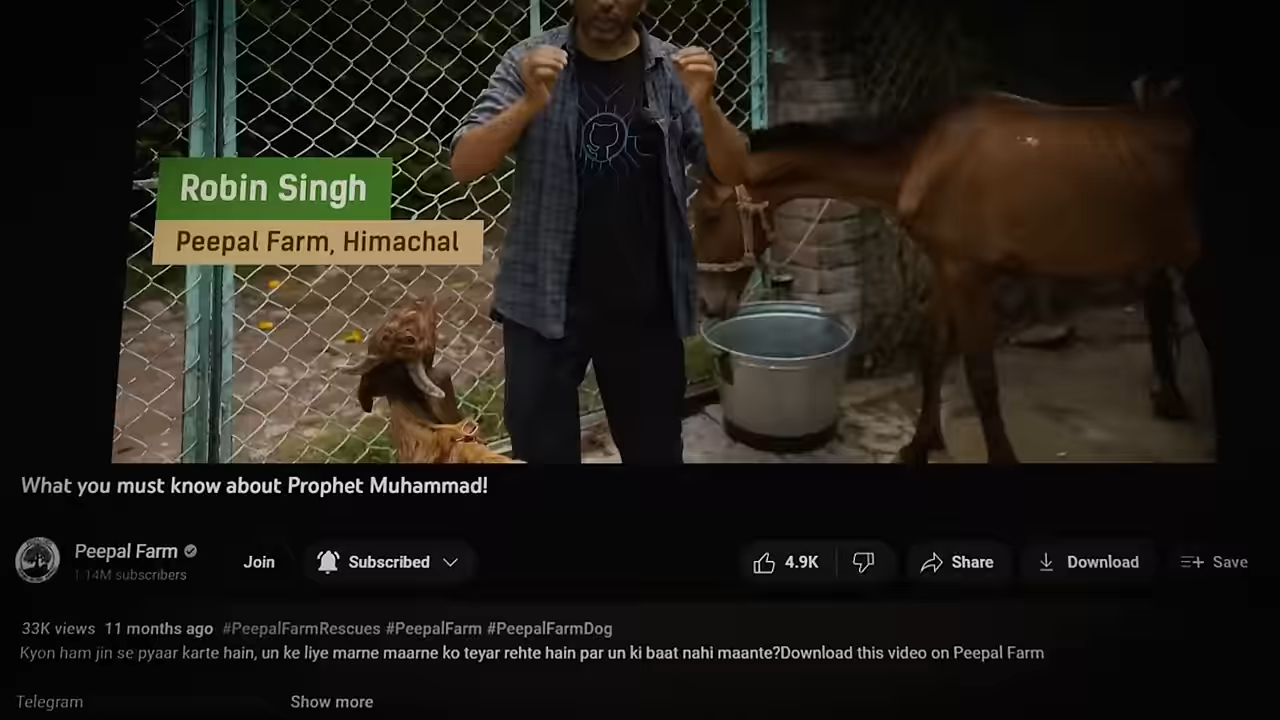 Robin Singh
Peepal Farm, Himachal
What you must know about Prophet Muhammad!
Peepal Farm
1.14M subscribers
Join
Subscribed
4.9K
Share
Download
Save
33K views 11 months ago #PeepalFarmRescues #PeepalFarm #PeepalFarmDog
Kyon ham jin se pyaar karte hain, un ke liye marne maarne ko teyar rehte hain par un ki baat nahi maante?Download this video on Peepal Farm
Telegram
Show more